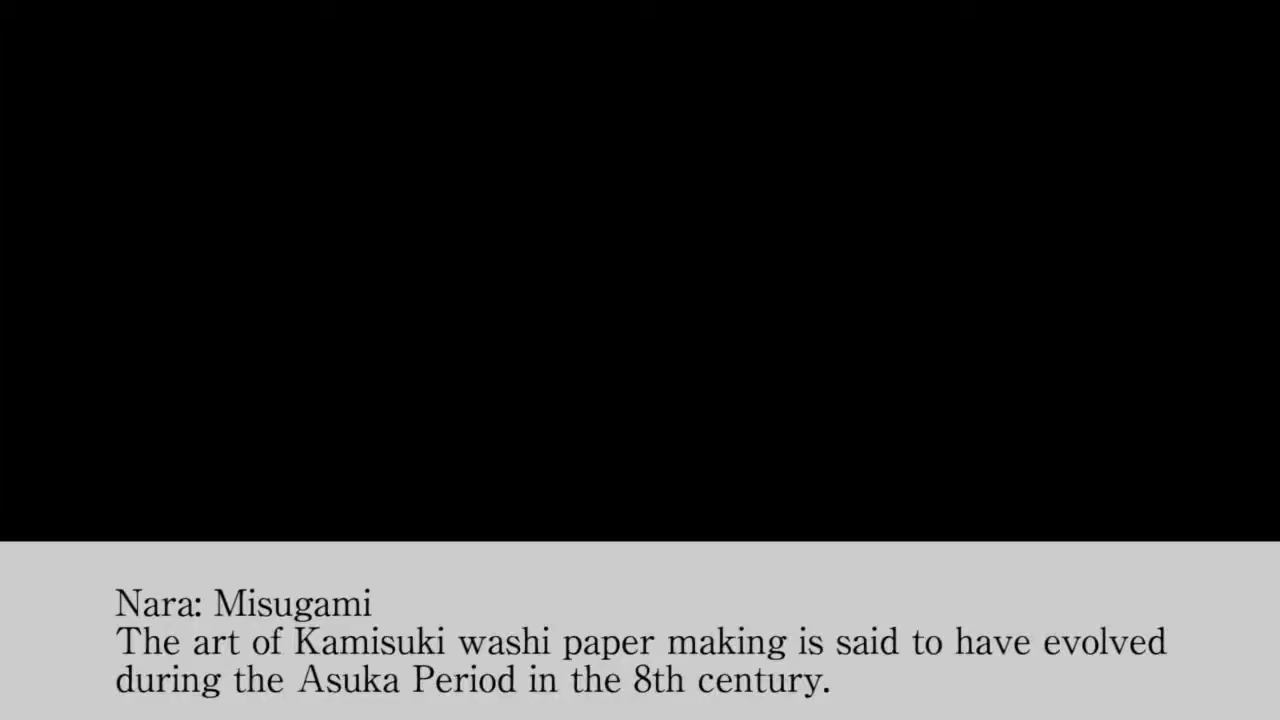 Nara: Misugami
The art of Kamisuki washi paper making is said to have evolved
during the Asuka Period in the 8th century.